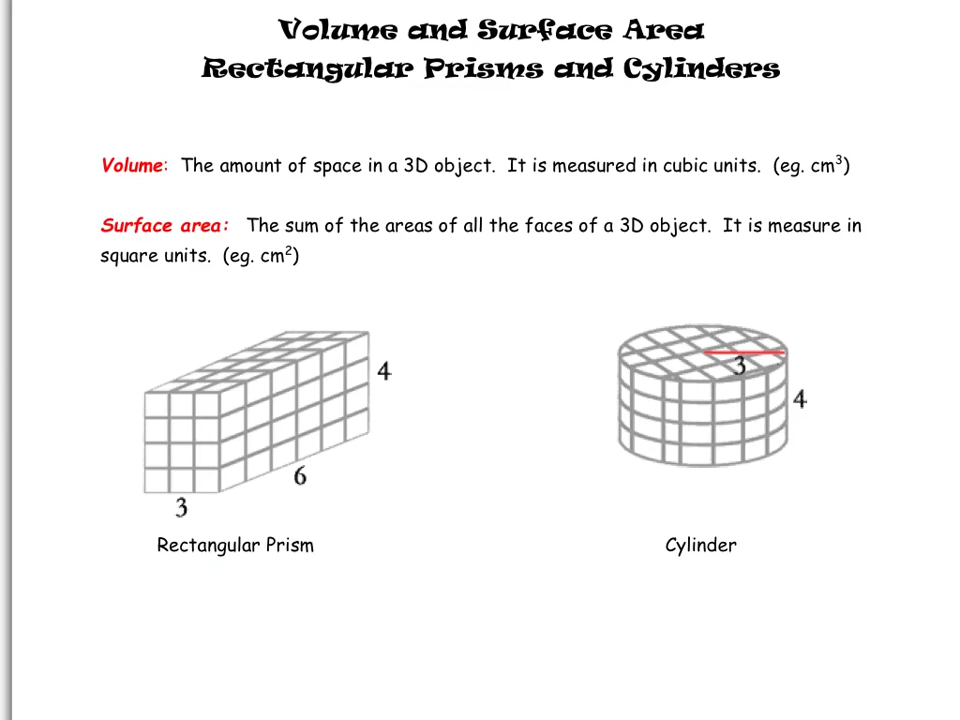 Volume and Surface Area
Rectangular Prisms and Cylinders
Volume: The amount of space in a 3D object. It is measured in cubic units. (eg. cm³)
Surface area: The sum of the areas of all the faces of a 3D object. It is measure in
square units. (eg. cm²)
4
6
3
3
4
Rectangular Prism
Cylinder